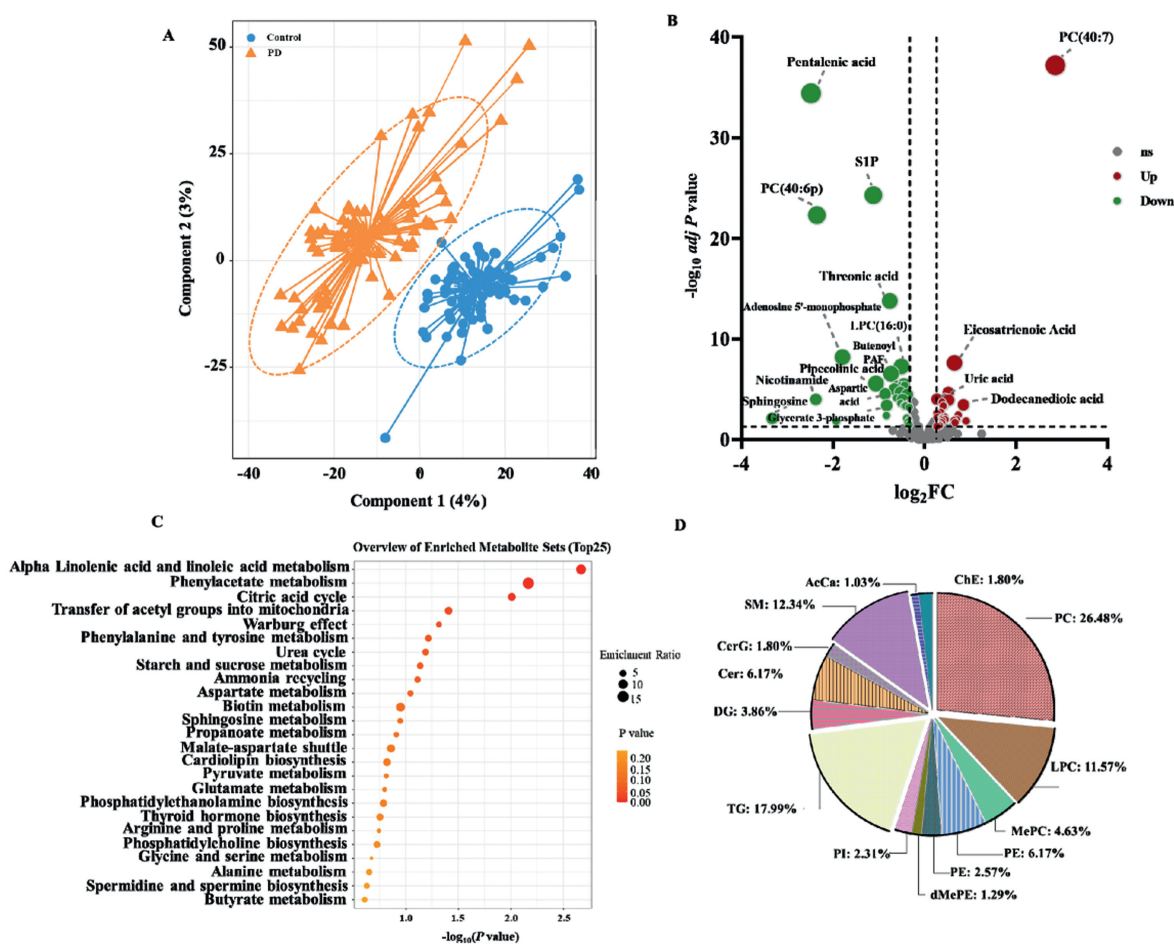 A
Control
PD
50
25
0
-25
Component 2 (3%)
-40
-20
0
20
40
Component 1 (4%)
B
40
30
20
10
0
-log10 adj P value
-4
-2
0
2
4
log2FC
PC(40:7)
Pentalenic acid
S1P
PC(40:6p)
Threonic acid
Adenosine 5'-monophosphate
LPC(16:0)
Butenoyl
PAF
Pipecolinic acid
Nicotinamide
Aspartic
acid
Sphingosine
Glycerate 3-phosphate
Eicosatrienoic Acid
Uric acid
Dodecanedioic acid
ns
Up
Down
C
Overview of Enriched Metabolite Sets (Top25)
Alpha Linolenic acid and linoleic acid metabolism
Phenylacetate metabolism
Citric acid cycle
Transfer of acetyl groups into mitochondria
Warburg effect
Phenylalanine and tyrosine metabolism
Urea cycle
Starch and sucrose metabolism
Ammonia recycling
Aspartate metabolism
Biotin metabolism
Sphingosine metabolism
Propanoate metabolism
Malate-aspartate shuttle
Cardiolipin biosynthesis
Pyruvate metabolism
Glutamate metabolism
Phosphatidylethanolamine biosynthesis
Thyroid hormone biosynthesis
Arginine and proline metabolism
Phosphatidylcholine biosynthesis
Glycine and serine metabolism
Alanine metabolism
Spermidine and spermine biosynthesis
Butyrate metabolism
1.0
1.5
2.0
2.5
-log10(P value)
Enrichment Ratio
5
10
15
P value
0.20
0.15
0.10
0.05
0.00
D
AcCa: 1.03%
ChE: 1.80%
SM: 12.34%
PC: 26.48%
CerG: 1.80%
Cer: 6.17%
DG: 3.86%
LPC: 11.57%
TG: 17.99%
MePC: 4.63%
PI: 2.31%
PE: 6.17%
PE: 2.57%
dMePE: 1.29%